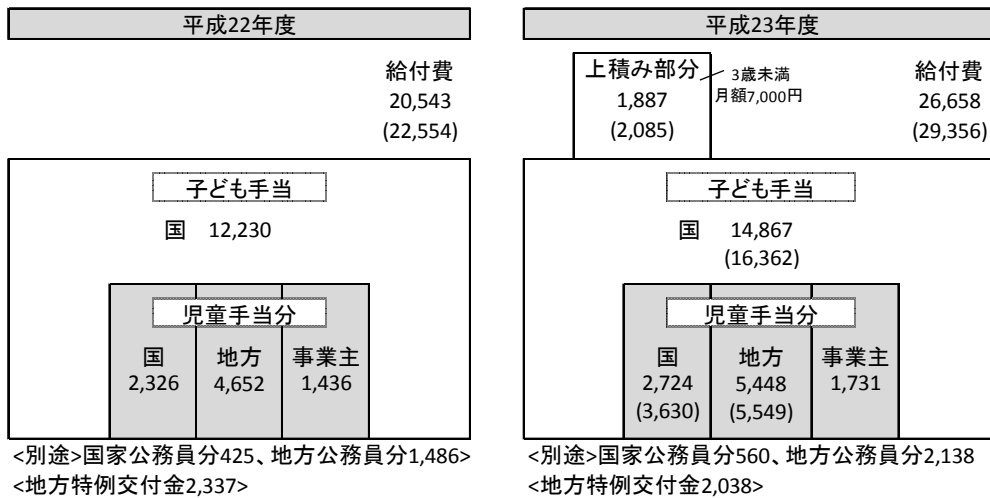 平成22年度
給付費
20,543
(22,554)
子ども手当
国 12,230
児童手当分
国 地方 事業主
2,326 4,652 1,436
<別途>国家公務員分425、地方公務員分1,486>
<地方特例交付金2,337>
平成23年度
上積み部分
1,887
(2,085)
3歳未満
月額7,000円
給付費
26,658
(29,356)
子ども手当
国 14,867
(16,362)
児童手当分
国 地方 事業主
2,724 5,448 1,731
(3,630) (5,549)
<別途>国家公務員分560、地方公務員分2,138
<地方特例交付金2,038>